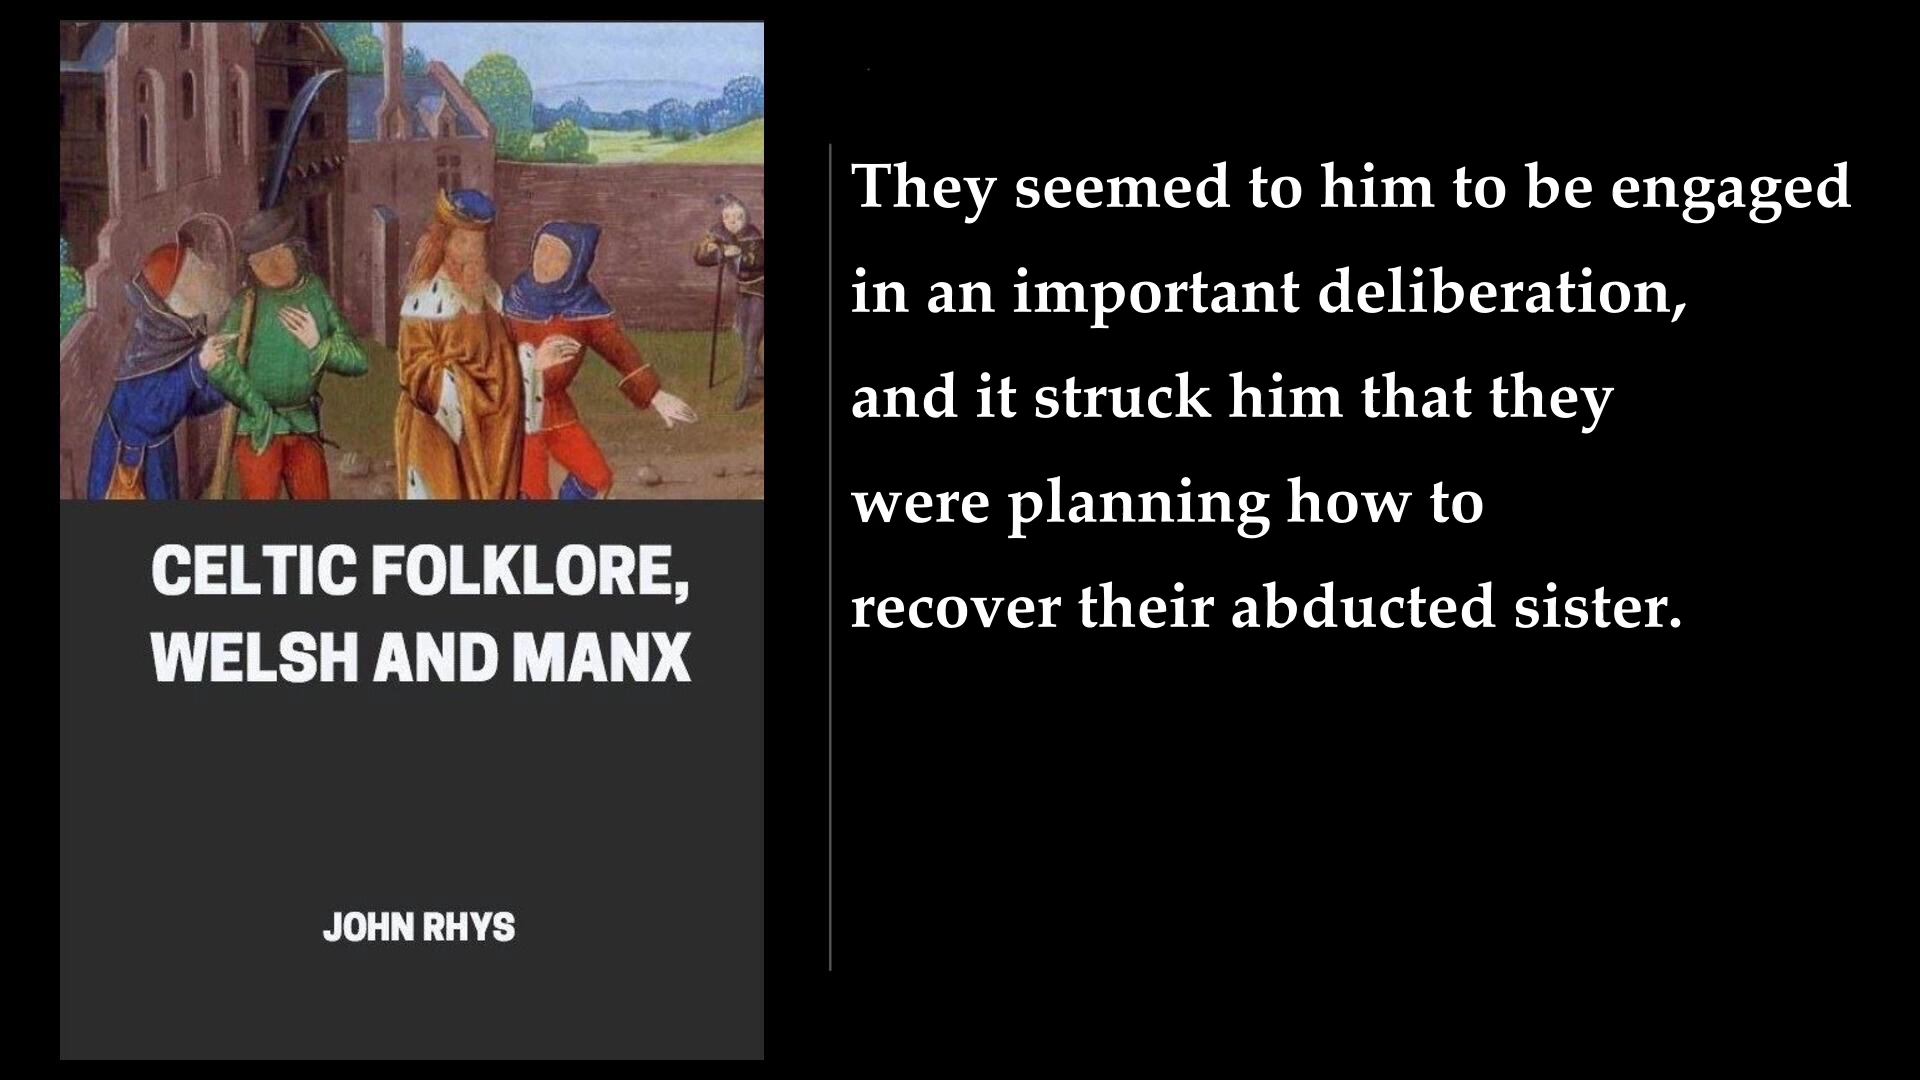 CELTIC FOLKLORE,
WELSH AND MANX
JOHN RHYS
They seemed to him to be engaged
in an important deliberation,
and it struck him that they
were planning how to
recover their abducted sister.